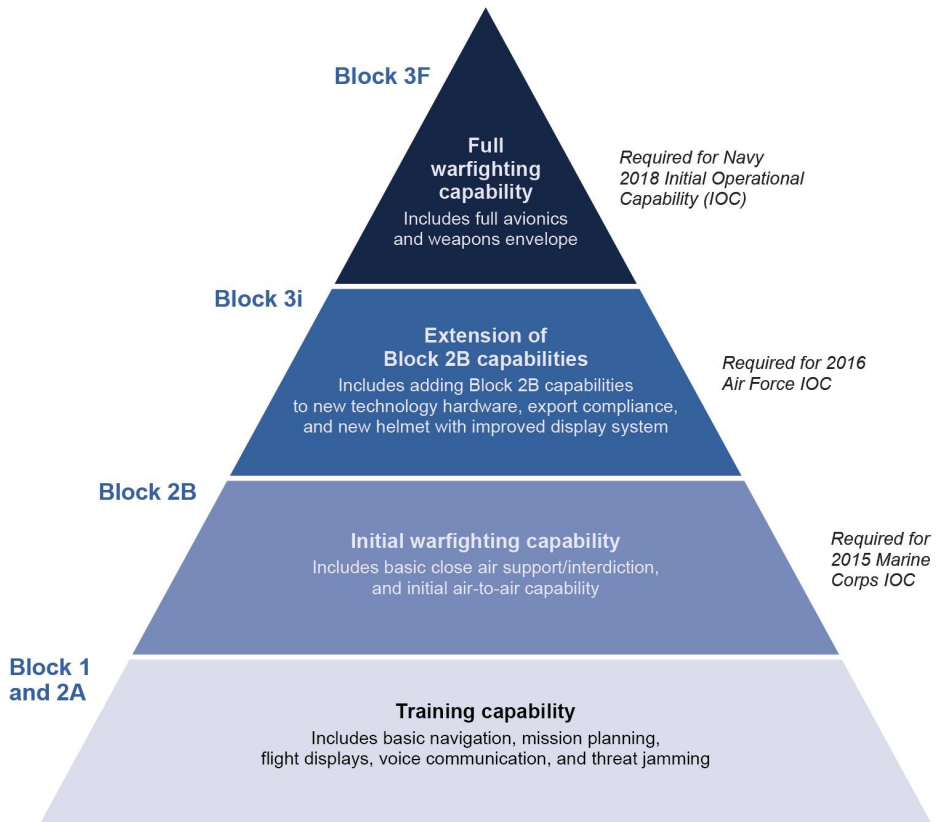 Block 3F
Full
warfighting
capability
Includes full avionics
and weapons envelope
Required for Navy
2018 Initial Operational
Capability (IOC)
Block 3i
Extension of
Block 2B capabilities
Includes adding Block 2B capabilities
to new technology hardware, export compliance,
and new helmet with improved display system
Required for 2016
Air Force IOC
Block 2B
Initial warfighting capability
Includes basic close air support/interdiction,
and initial air-to-air capability
Required for
2015 Marine
Corps IOC
Block 1
and 2A
Training capability
Includes basic navigation, mission planning,
flight displays, voice communication, and threat jamming